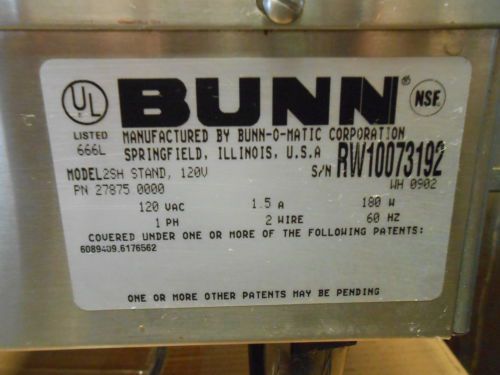 UL BUNN® NSF
LISTED
666L
MANUFACTURED BY BUNN-O-MATIC CORPORATION
SPRINGFIELD, ILLINOIS, U.S.A
S/N RW10073192
MODEL2SH STAND, 120V
WH 0902
PN 27875 0000
120 VAC 1.5 A 180 W
1 PH 2 WIRE 60 HZ
COVERED UNDER ONE OR MORE OF THE FOLLOWING PATENTS:
6089409,6176562
ONE OR MORE OTHER PATENTS MAY BE PENDING